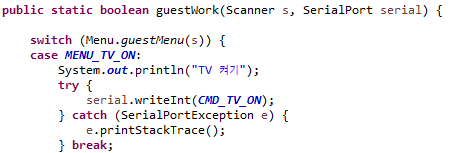 public static boolean guestWork(Scanner s, SerialPort serial) {
switch (Menu.guestMenu(s)) {
case MENU_TV_ON:
System.out.println("TV 켜기");
try {
serial.writeInt(CMD_TV_ON);
} catch (SerialPortException e) {
e.printStackTrace();
} break;